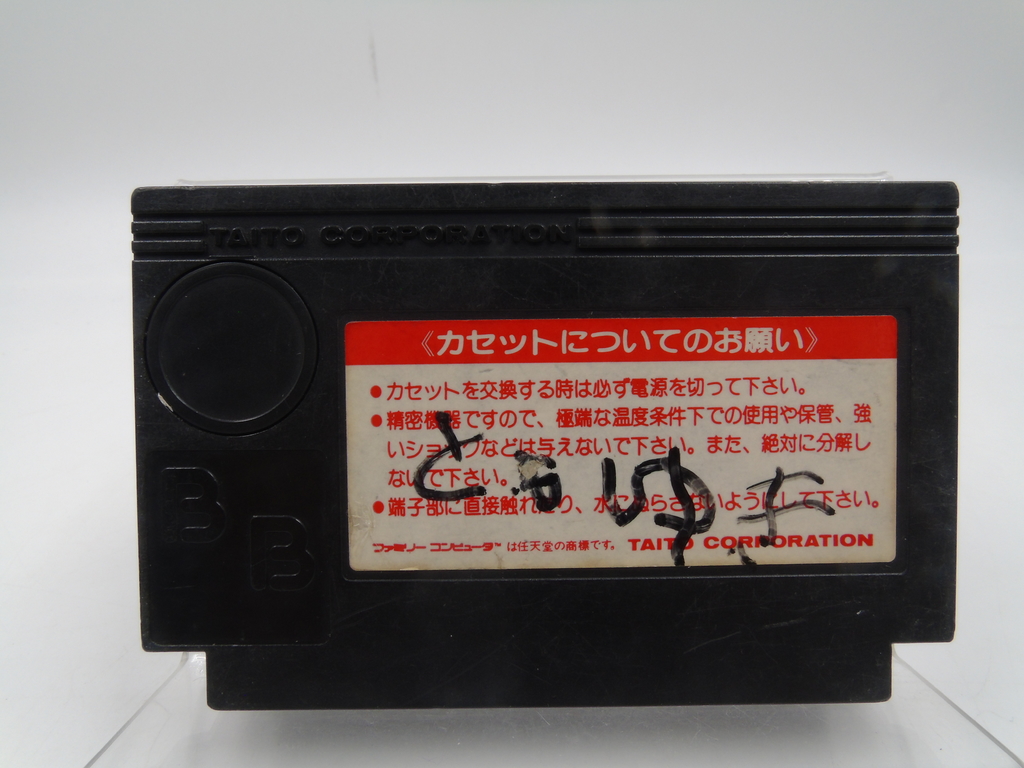 TAITO CORPORATION
《カセットについてのお願い》
●カセットを交換する時は必ず電源を切って下さい。
●精密機器ですので、極端な温度条件下での使用や保管、強
いショックなどは与えないで下さい。また、絶対に分解し
ないで下さい。
●端子部に直接触れたり、水にぬらさないようにして下さい。
ファミリーコンピュータ™は任天堂の商標です。 TAITO CORPORATION
B
B